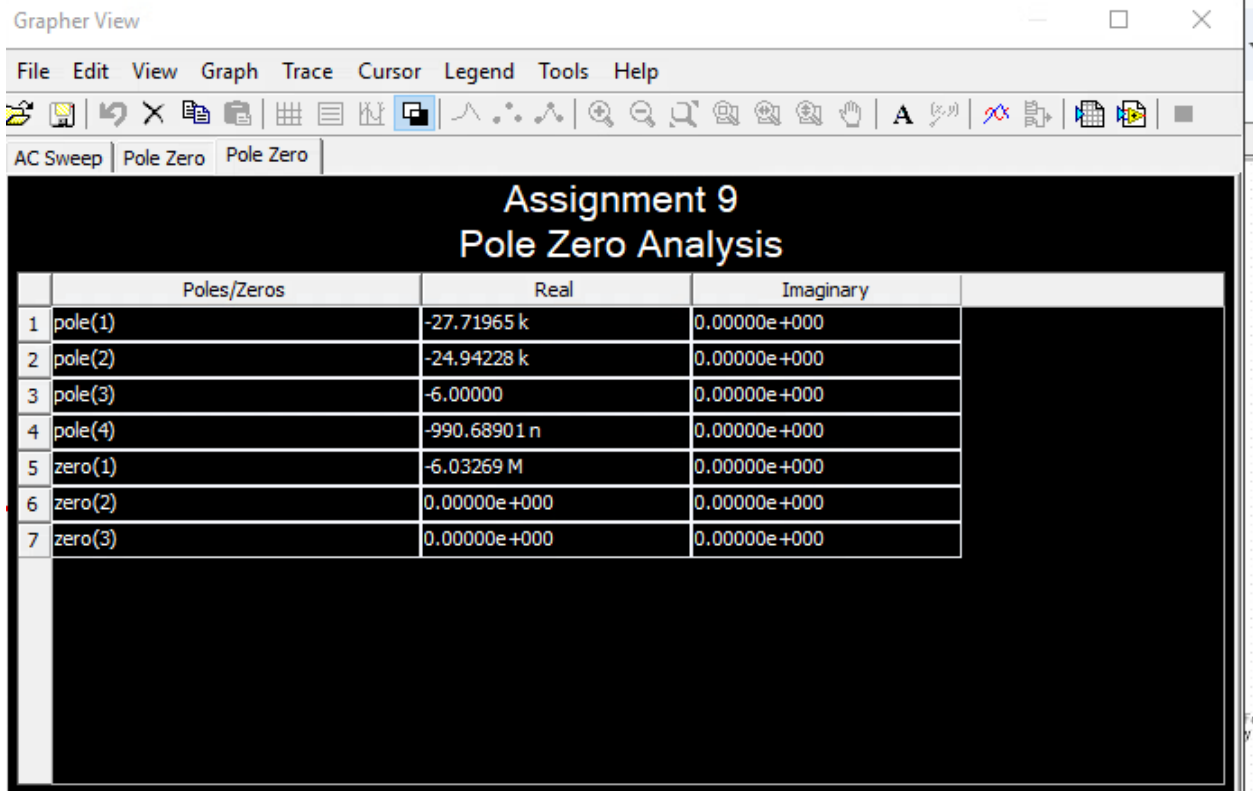 Grapher View
File Edit View Graph Trace Cursor Legend Tools Help
A (x,y)
AC Sweep Pole Zero Pole Zero
Assignment 9
Pole Zero Analysis
Poles/Zeros Real Imaginary
1 pole(1) -27.71965 k 0.00000e+000
2 pole(2) -24.94228 k 0.00000e+000
3 pole(3) -6.00000 0.00000e+000
4 pole(4) -990.68901 n 0.00000e+000
5 zero(1) -6.03269 M 0.00000e+000
6 zero(2) 0.00000e+000 0.00000e+000
7 zero(3) 0.00000e+000 0.00000e+000